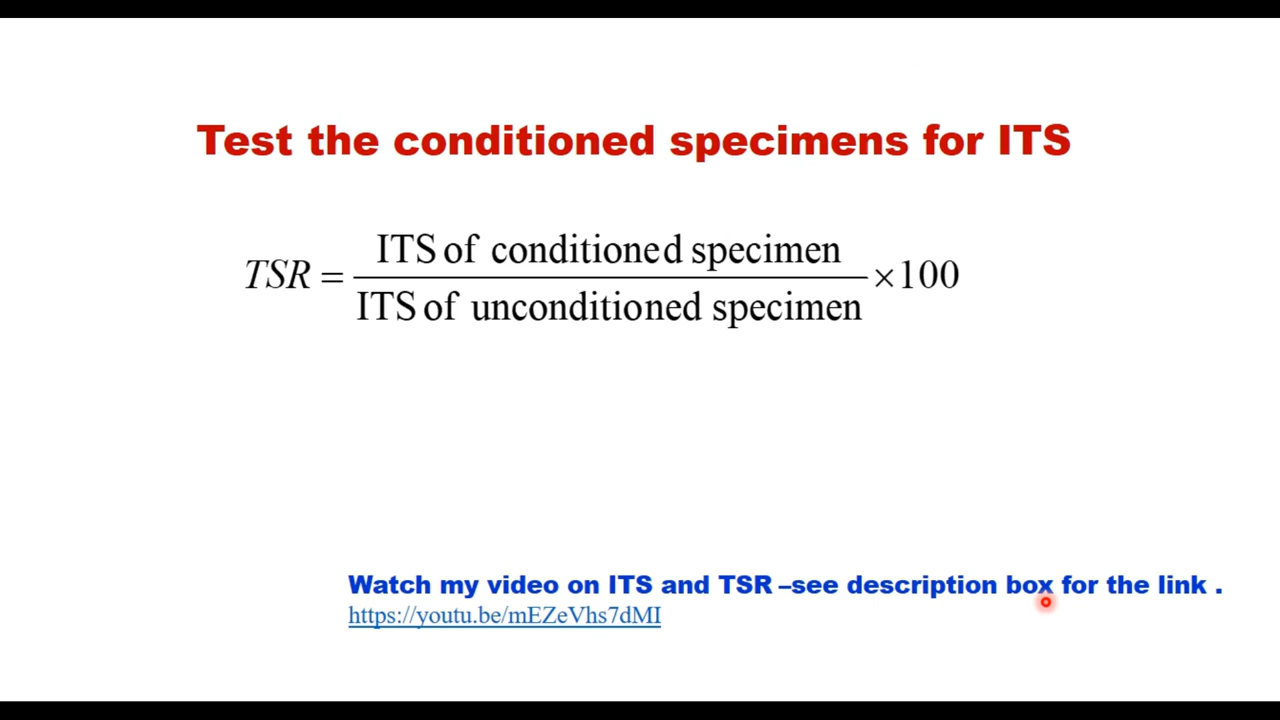 Test the conditioned specimens for ITS
TSR = ITS of conditioned specimen / ITS of unconditioned specimen ×100
Watch my video on ITS and TSR –see description box for the link .
https://youtu.be/mEZeVhs7dMI